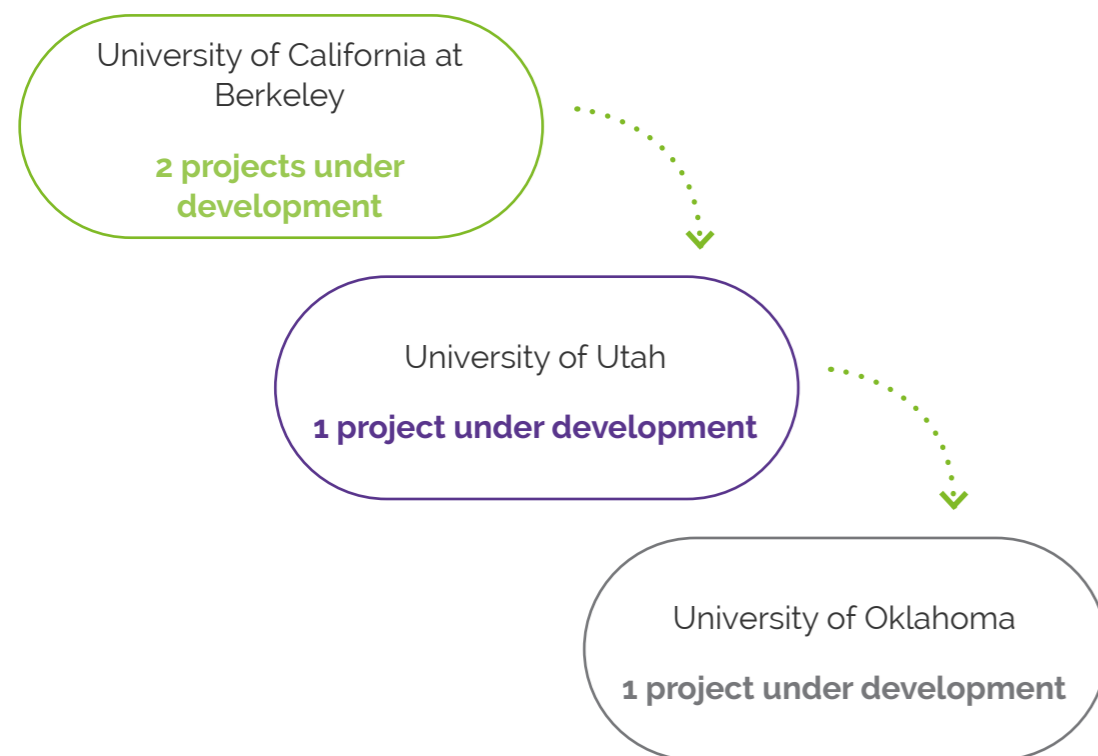 University of California at
Berkeley
2 projects under
development
University of Utah
1 project under development
University of Oklahoma
1 project under development